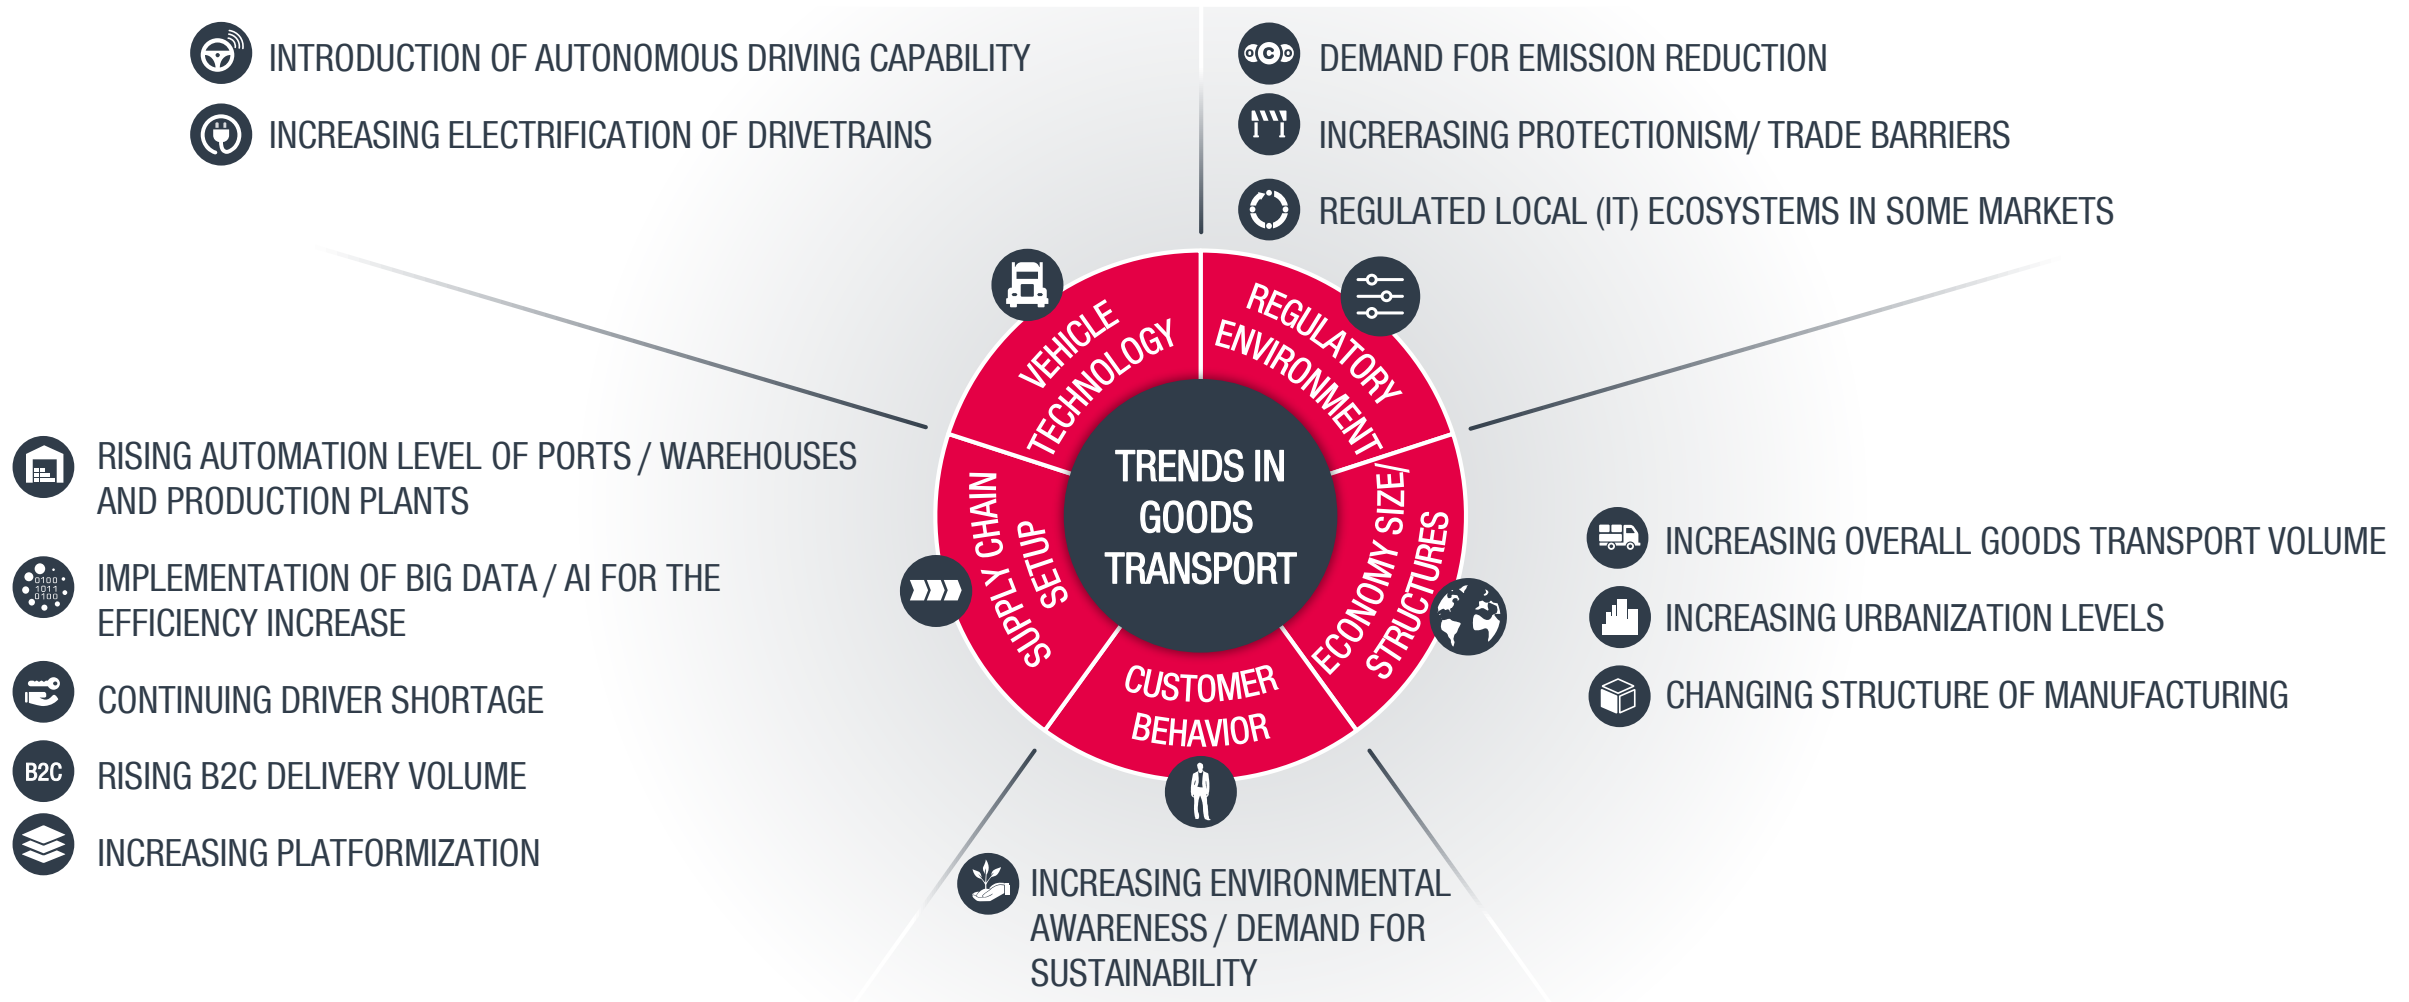 INTRODUCTION OF AUTONOMOUS DRIVING CAPABILITY
INCREASING ELECTRIFICATION OF DRIVETRAINS
DEMAND FOR EMISSION REDUCTION
INCRERASING PROTECTIONISM/ TRADE BARRIERS
REGULATED LOCAL (IT) ECOSYSTEMS IN SOME MARKETS
VEHICLE
TECHNOLOGY
REGULATORY
ENVIRONMENT
TRENDS IN
GOODS
TRANSPORT
SUPPLY CHAIN
SETUP
ECONOMY SIZE/
STRUCTURES
CUSTOMER
BEHAVIOR
RISING AUTOMATION LEVEL OF PORTS / WAREHOUSES
AND PRODUCTION PLANTS
0100
1011
0100
IMPLEMENTATION OF BIG DATA / AI FOR THE
EFFICIENCY INCREASE
CONTINUING DRIVER SHORTAGE
B2C
RISING B2C DELIVERY VOLUME
INCREASING PLATFORMIZATION
INCREASING OVERALL GOODS TRANSPORT VOLUME
INCREASING URBANIZATION LEVELS
CHANGING STRUCTURE OF MANUFACTURING
INCREASING ENVIRONMENTAL
AWARENESS / DEMAND FOR
SUSTAINABILITY